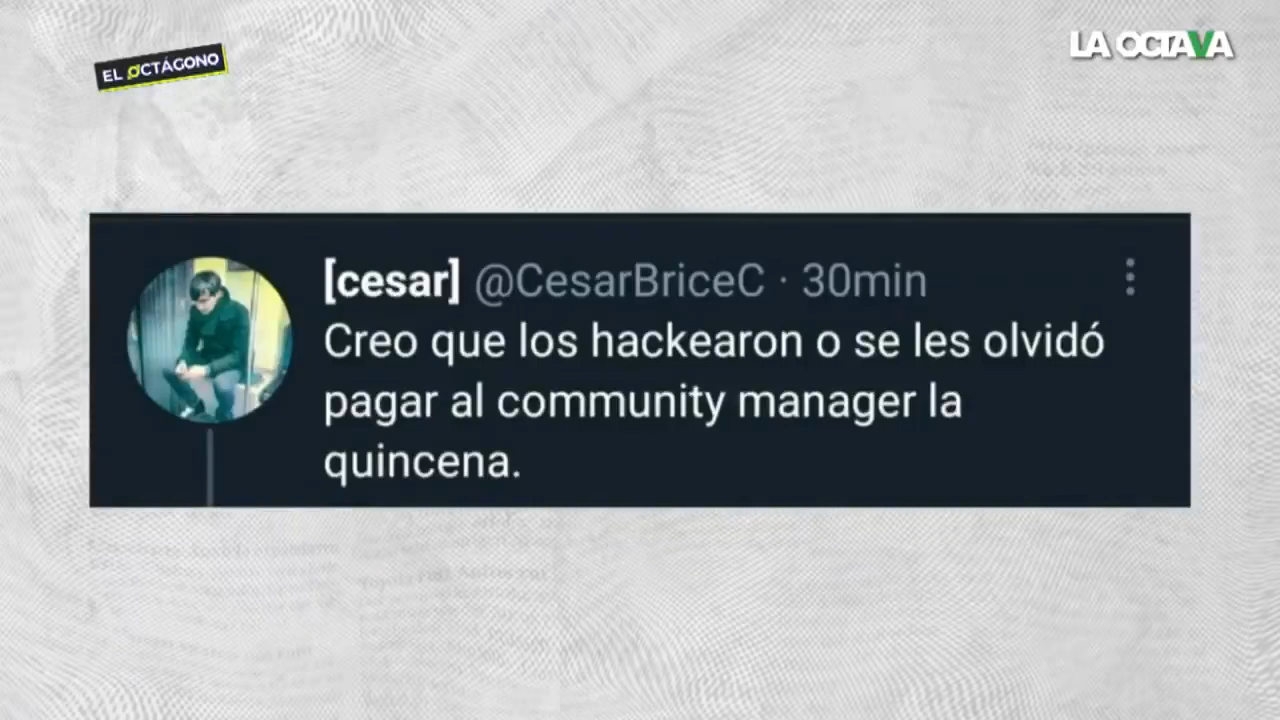 EL OCTÁGONO
LA OCTAVA
[cesar] @CesarBriceC · 30min
Creo que los hackearon o se les olvidó
pagar al community manager la
quincena.